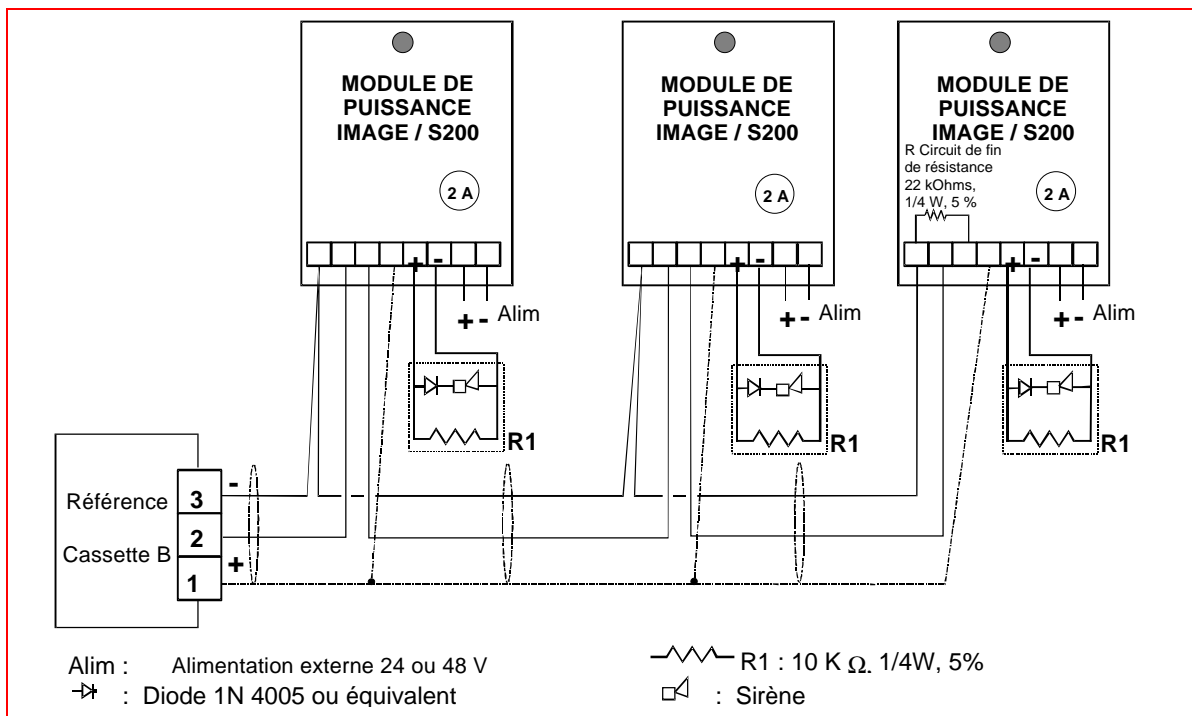 MODULE DE
PUISSANCE
IMAGE / S200
2 A
+ -
+ - Alim
R1
MODULE DE
PUISSANCE
IMAGE / S200
2 A
+ -
+ - Alim
R1
MODULE DE
PUISSANCE
IMAGE / S200
R Circuit de fin
de résistance
22 kOhms,
1/4 W, 5 %
2 A
+ -
+ - Alim
R1
Référence
Cassette B
3 -
2
1 +
Alim : Alimentation externe 24 ou 48 V
: Diode 1N 4005 ou équivalent
R1 : 10 K Ω, 1/4W, 5%
: Sirène